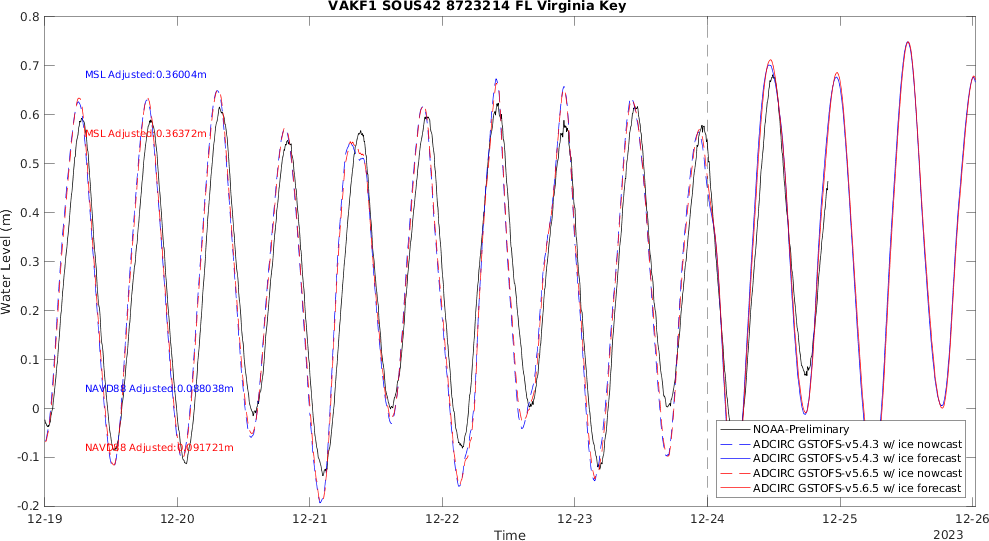 VAKF1 SOUS42 8723214 FL Virginia Key
0.8
0.7
0.6
0.5
0.4
0.3
0.2
0.1
0
-0.1
-0.2
Water Level (m)
MSL Adjusted:0.36004m
MSL Adjusted:0.36372m
NAVD88 Adjusted:0.088038m
NAVD88 Adjusted:0.091721m
NOAA-Preliminary
ADCIRC GSTOFS-v5.4.3 w/ ice nowcast
ADCIRC GSTOFS-v5.4.3 w/ ice forecast
ADCIRC GSTOFS-v5.6.5 w/ ice nowcast
ADCIRC GSTOFS-v5.6.5 w/ ice forecast
12-19 12-20 12-21 12-22 12-23 12-24 12-25 12-26
Time
2023